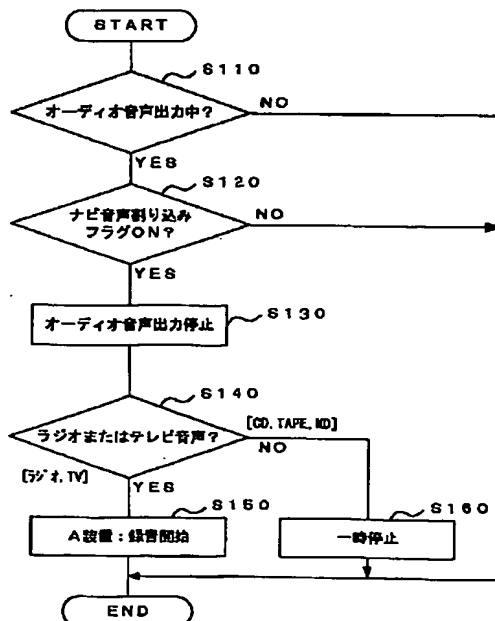 START
S110
オーディオ音声出力中？
NO
YES
S120
ナビ音声割り込み
フラグON？
NO
YES
オーディオ音声出力停止
S130
S140
ラジオまたはテレビ音声？
[CD.TAPE.MD]
NO
[ラジオ.TV]
YES
S150
A装置：録音開始
S160
一時停止
END